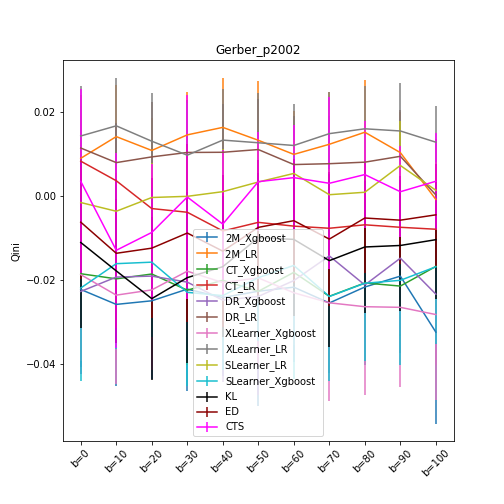 Gerber_p2002
0.02
0.00
−0.02
−0.04
Qini
2M_Xgboost
2M_LR
CT_Xgboost
CT_LR
DR_Xgboost
DR_LR
XLearner_Xgboost
XLearner_LR
SLearner_LR
SLearner_Xgboost
KL
ED
CTS
b=0
b=10
b=20
b=30
b=40
b=50
b=60
b=70
b=80
b=90
b=100